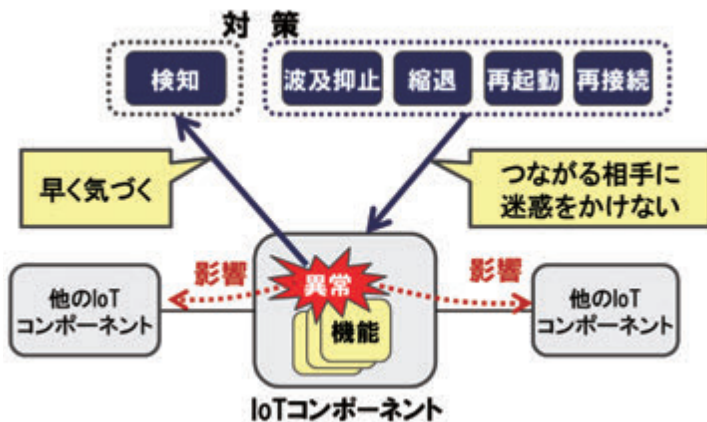 対 策
検知
波及抑止
縮退
再起動
再接続
早く気づく
つながる相手に
迷惑をかけない
影響
異常
影響
他のIoT
コンポーネント
機能
他のIoT
コンポーネント
IoTコンポーネント